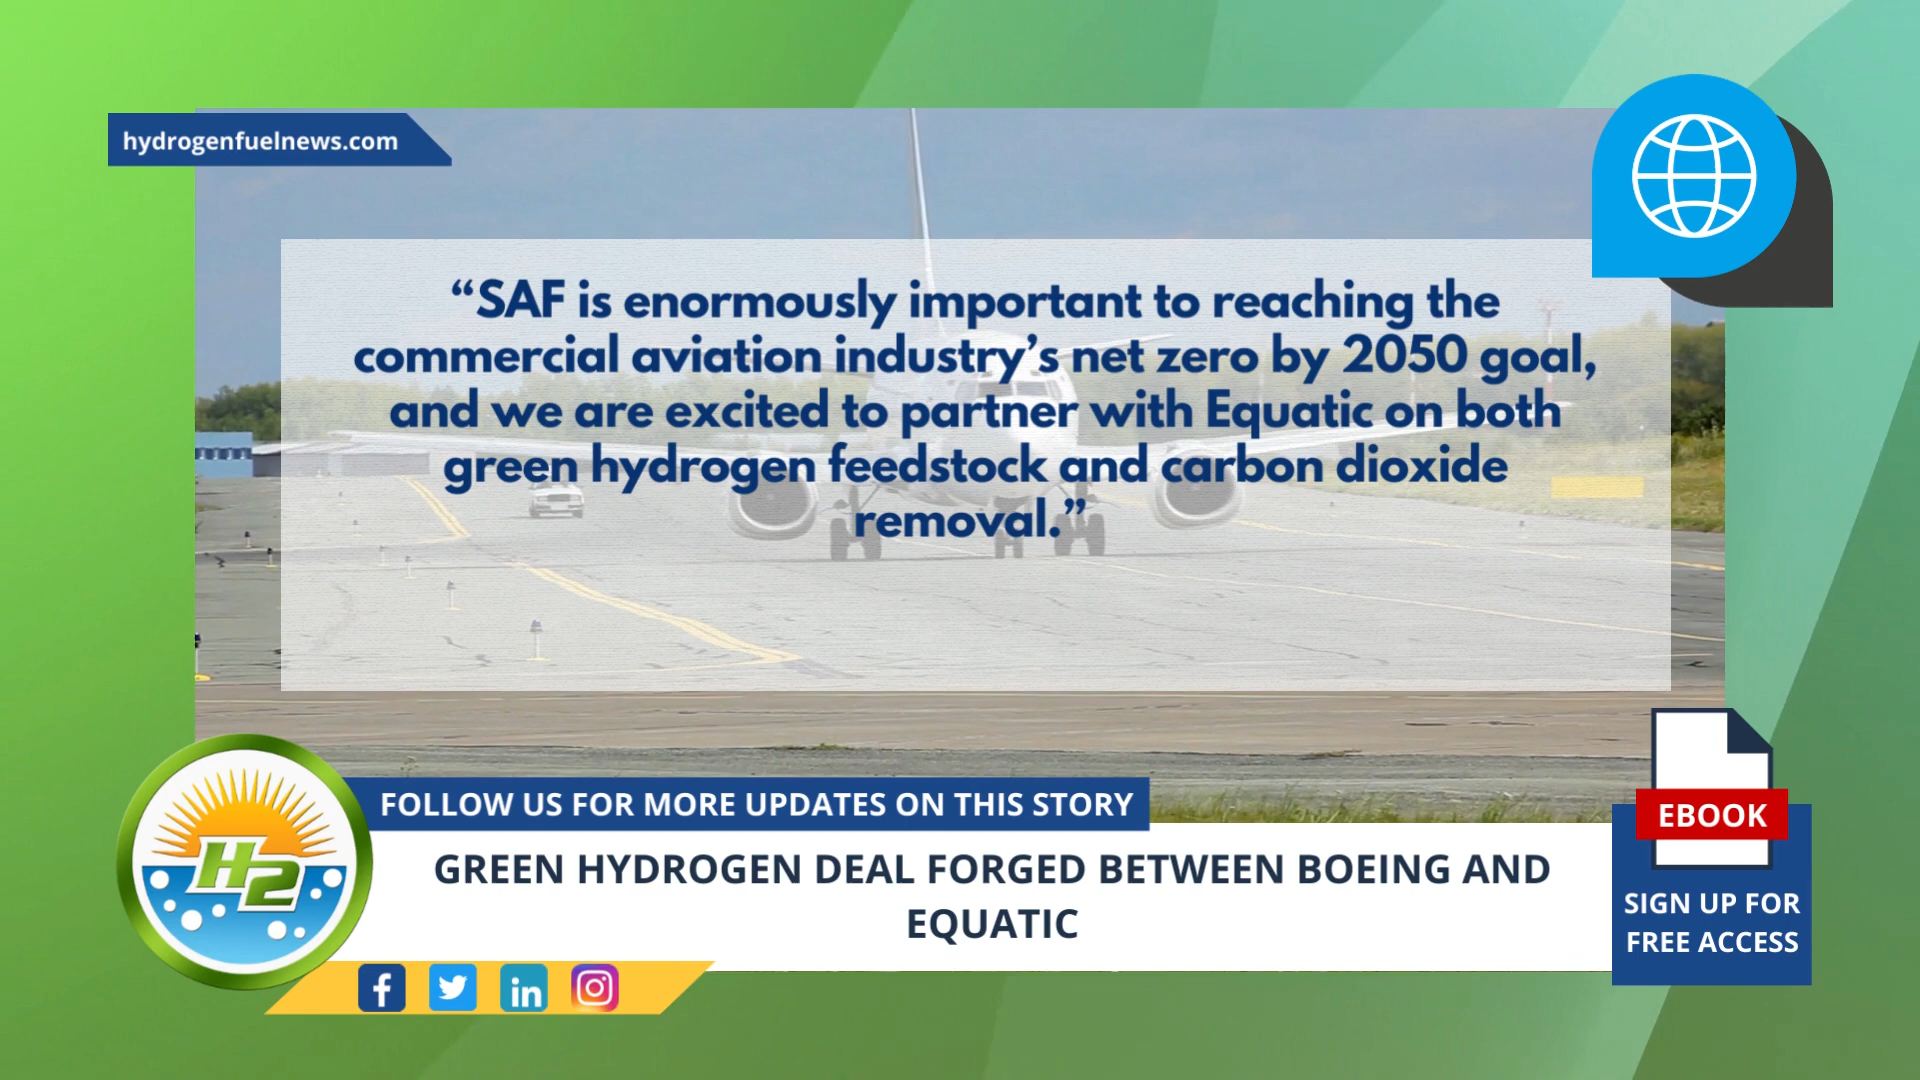 hydrogenfuelnews.com
“SAF is enormously important to reaching the
commercial aviation industry’s net zero by 2050 goal,
and we are excited to partner with Equatic on both
green hydrogen feedstock and carbon dioxide
removal.”
FOLLOW US FOR MORE UPDATES ON THIS STORY
GREEN HYDROGEN DEAL FORGED BETWEEN BOEING AND
EQUATIC
H2
EBOOK
SIGN UP FOR
FREE ACCESS
f
in